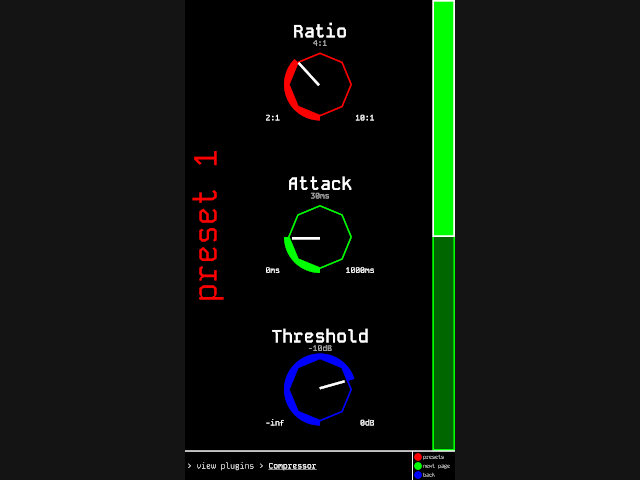 preset 1
Ratio
4:1
2:1 10:1
Attack
30ms
0ms 1000ms
Threshold
-10dB
-inf 0dB
> view plugins > Compressor
presets
next page
back